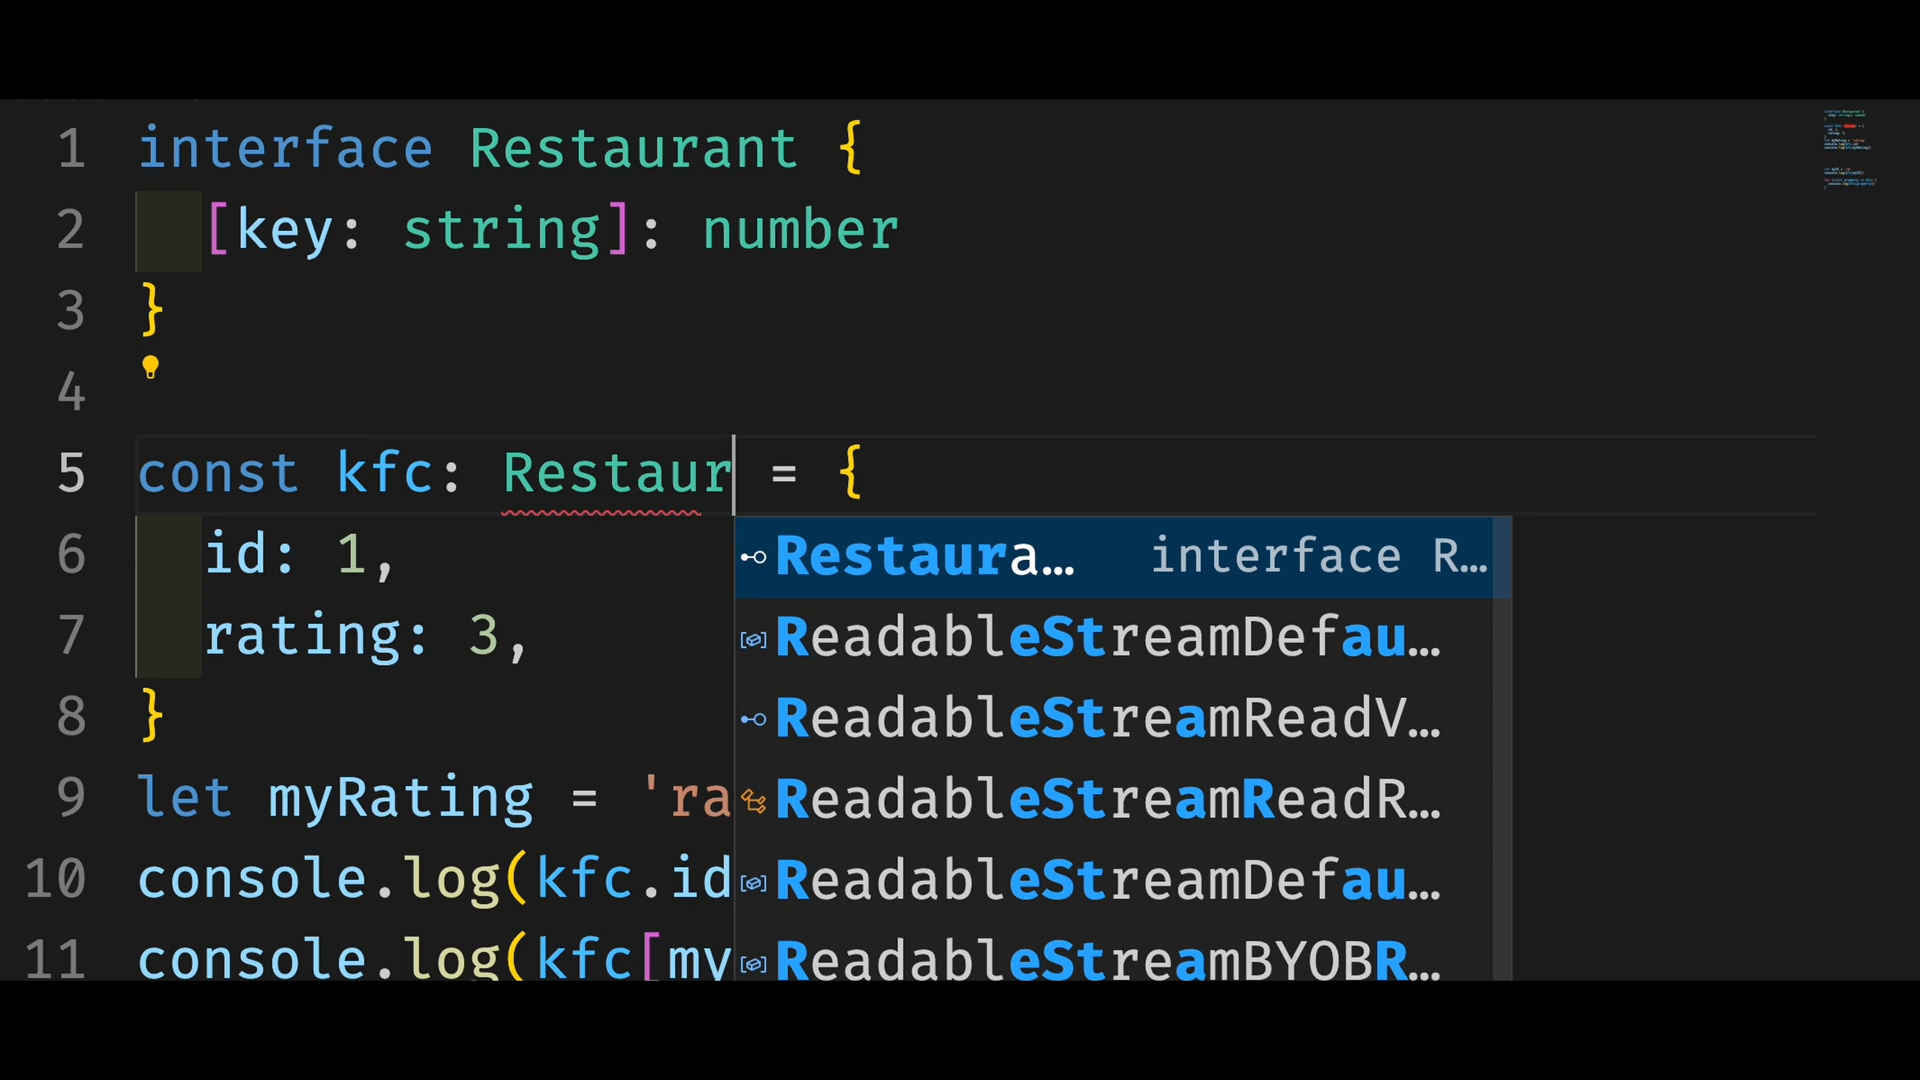 1 interface Restaurant {
2 [key: string]: number
3 }
4
5 const kfc: Restaur = {
6 id: 1,
Restaura… interface R…
7 rating: 3,
ReadableStreamDefau…
8 }
ReadableStreamReadV…
9 let myRating = 'ra
ReadableStreamReadR…
10 console.log(kfc.id
ReadableStreamDefau…
11 console.log(kfc[my
ReadableStreamBYOBR…